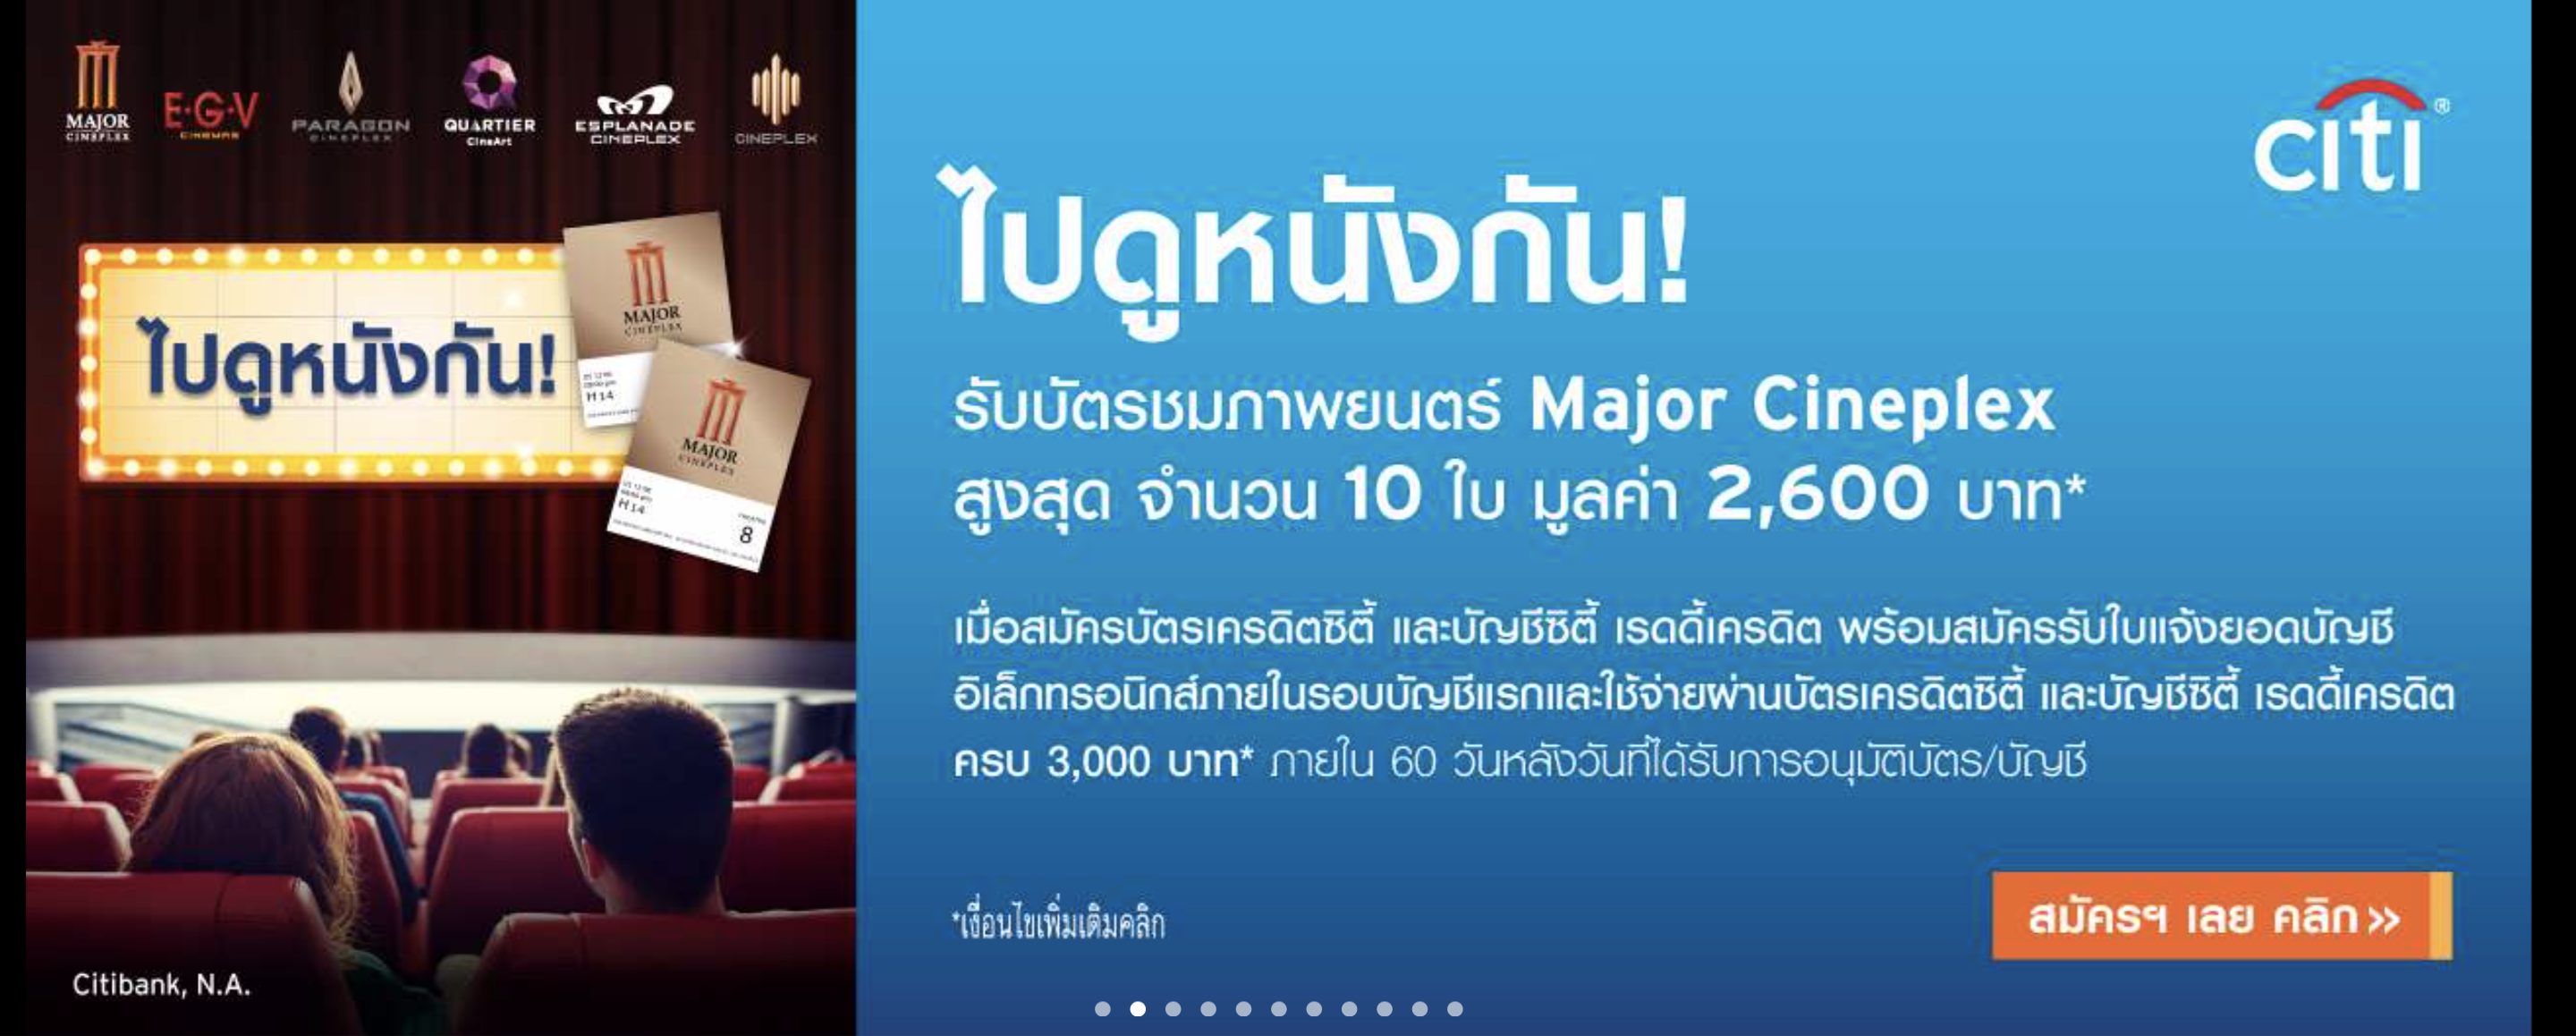 MAJOR
CINEPLEX
E·G·V
CINEMAS
PARAGON
CINEPLEX
QUARTIER
CineArt
ESPLANADE
CINEPLEX
CINEPLEX
ไปดูหนังกัน!
MAJOR
CINEPLEX
H 14
MAJOR
CINEPLEX
H 14
THEATRE
8
Citibank, N.A.
citi®
ไปดูหนังกัน!
รับบัตรชมภาพยนตร์ Major Cineplex
สูงสุด จำนวน 10 ใบ มูลค่า 2,600 บาท*
เมื่อสมัครบัตรเครดิตซิตี้ และบัญชีซิตี้ เรดดี้เครดิต พร้อมสมัครรับใบแจ้งยอดบัญชี
อิเล็กทรอนิกส์ภายในรอบบัญชีแรกและใช้จ่ายผ่านบัตรเครดิตซิตี้ และบัญชีซิตี้ เรดดี้เครดิต
ครบ 3,000 บาท* ภายใน 60 วันหลังวันที่ได้รับการอนุมัติบัตร/บัญชี
*เงื่อนไขเพิ่มเติมคลิก
สมัครฯ เลย คลิก »